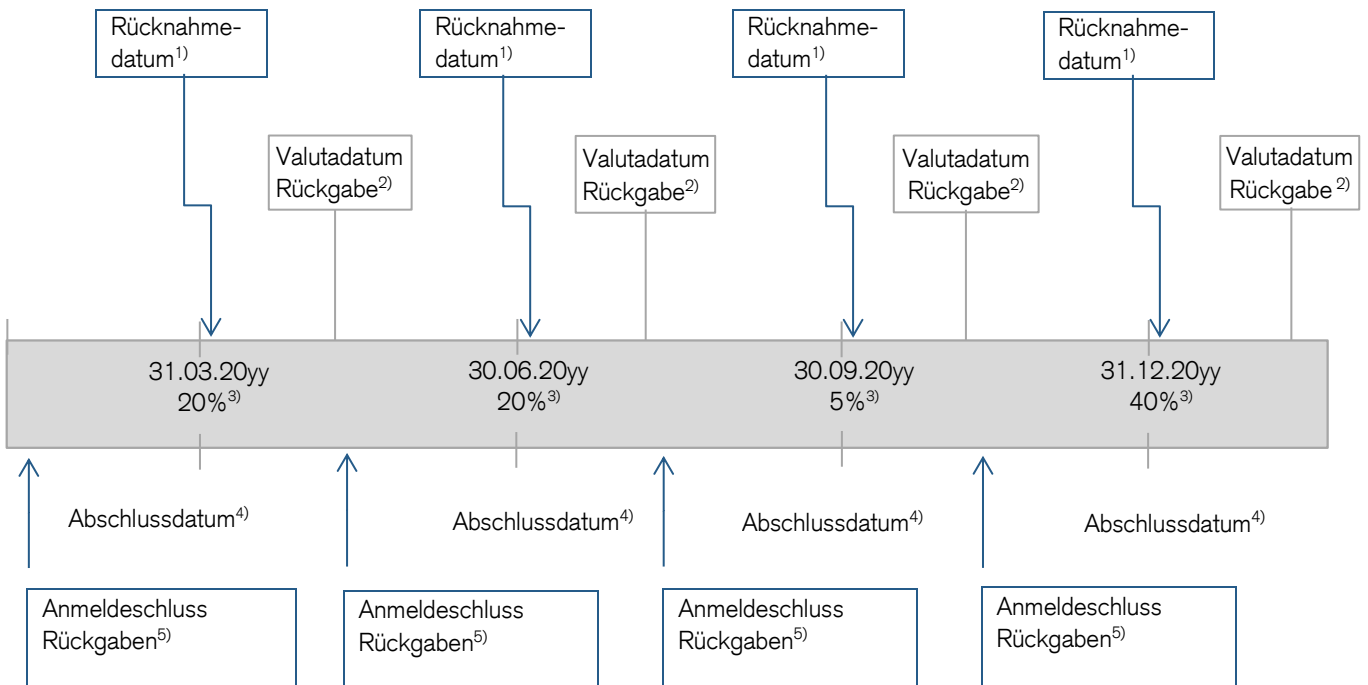 Rücknahme-
datum1)
Rücknahme-
datum1)
Rücknahme-
datum1)
Rücknahme-
datum1)
Valutadatum
Rückgabe2)
Valutadatum
Rückgabe2)
Valutadatum
Rückgabe2)
Valutadatum
Rückgabe 2)
31.03.20yy
20%3)
30.06.20yy
20%3)
30.09.20yy
5%3)
31.12.20yy
40%3)
Abschlussdatum4)
Abschlussdatum4)
Abschlussdatum4)
Abschlussdatum4)
Anmeldeschluss
Rückgaben5)
Anmeldeschluss
Rückgaben5)
Anmeldeschluss
Rückgaben5)
Anmeldeschluss
Rückgaben5)